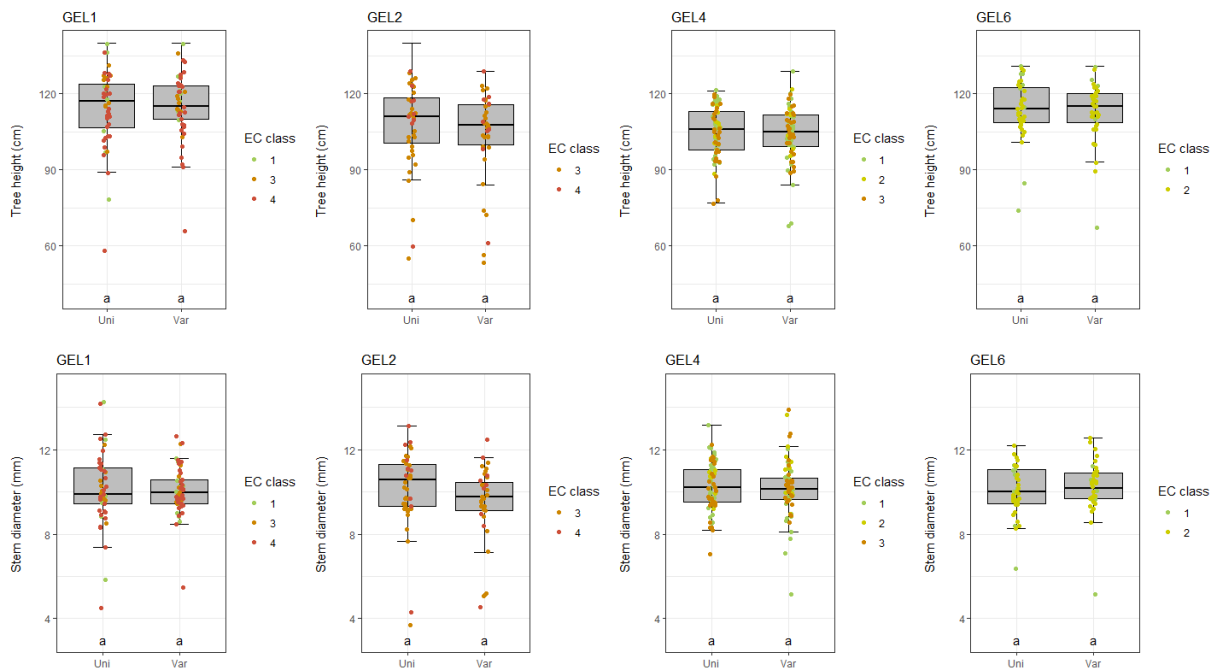 GEL1
Tree height (cm)
120
90
60
a a
Uni Var
EC class
1
3
4
GEL2
Tree height (cm)
120
90
60
a a
Uni Var
EC class
3
4
GEL4
Tree height (cm)
120
90
60
a a
Uni Var
EC class
1
2
3
GEL6
Tree height (cm)
120
90
60
a a
Uni Var
EC class
1
2
GEL1
Stem diameter (mm)
12
8
4
a a
Uni Var
EC class
1
3
4
GEL2
Stem diameter (mm)
12
8
4
a a
Uni Var
EC class
3
4
GEL4
Stem diameter (mm)
12
8
4
a a
Uni Var
EC class
1
2
3
GEL6
Stem diameter (mm)
12
8
4
a a
Uni Var
EC class
1
2